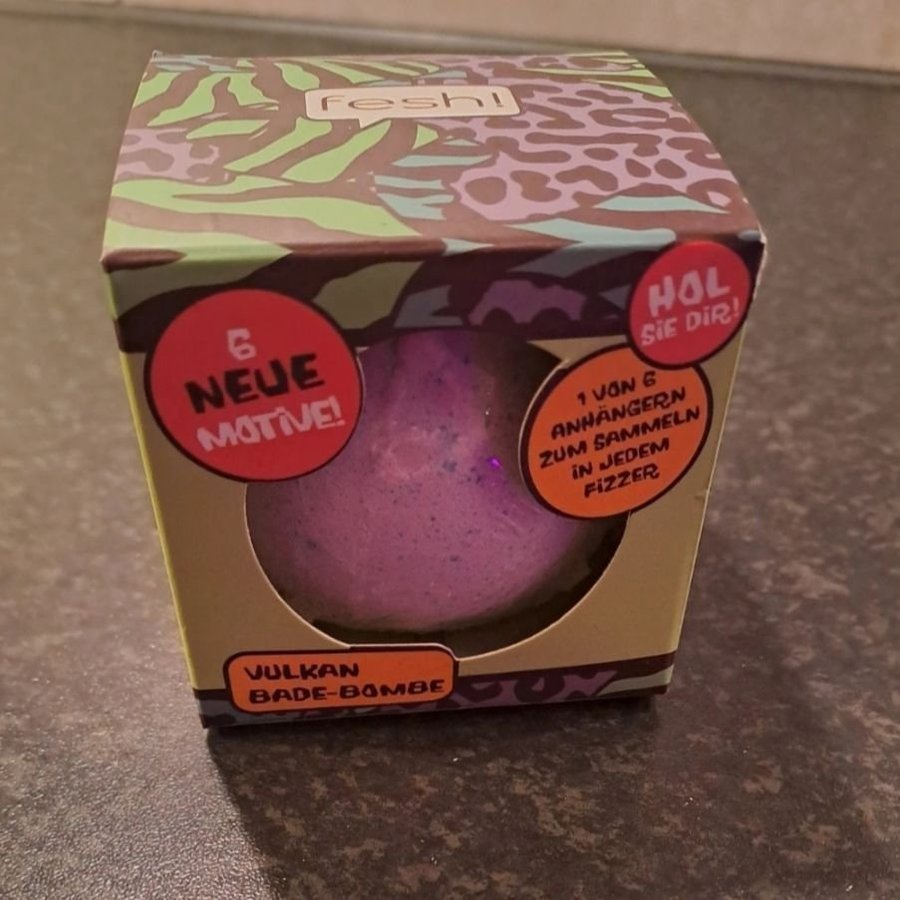 fesh!
6
NEUE
MOTIVE!
HOL
SIE DIR!
1 VON 6
ANHÄNGERN
ZUM SAMMELN
IN JEDEM
FIZZER
VULKAN
BADE-BOMBE